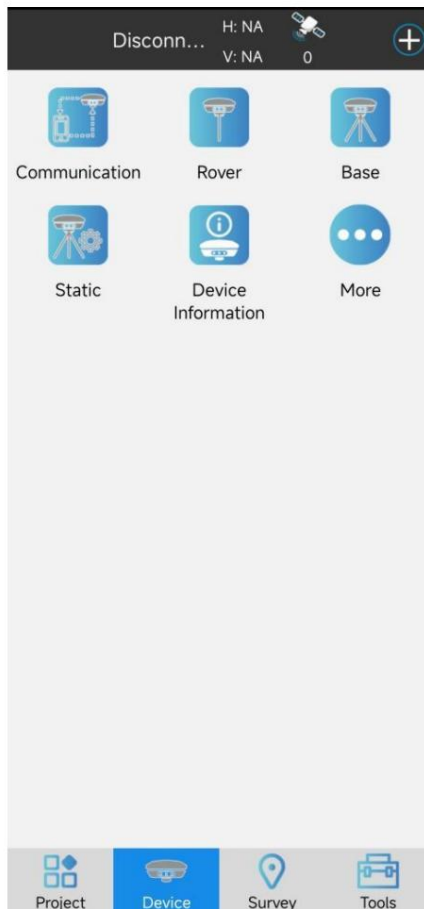 Disconn...
H: NA
V: NA
0
Communication
Rover
Base
Static
Device
Information
More
Project
Device
Survey
Tools